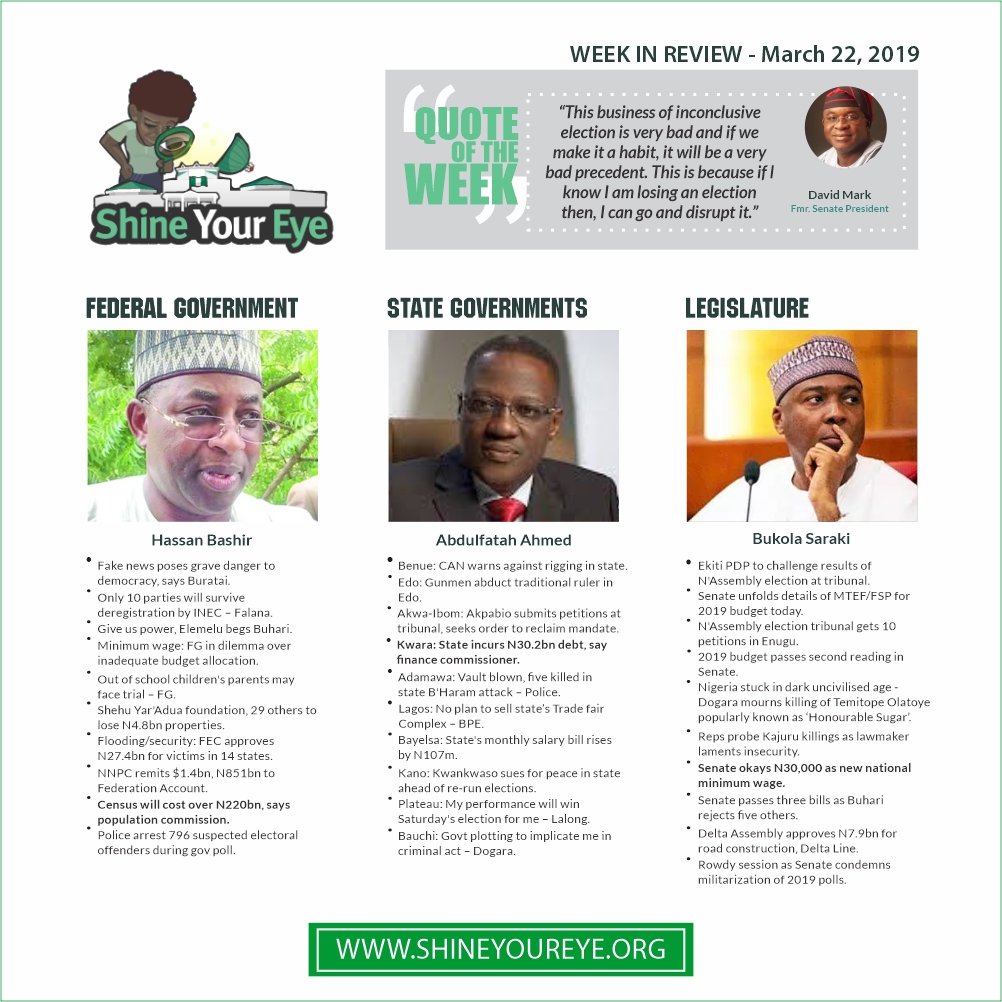 WEEK IN REVIEW - March 22, 2019
Shine Your Eye
QUOTE
OF THE
WEEK
“This business of inconclusive
election is very bad and if we
make it a habit, it will be a very
bad precedent. This is because if I
know I am losing an election
then, I can go and disrupt it.”
David Mark
Fmr. Senate President
FEDERAL GOVERNMENT
Hassan Bashir
• Fake news poses grave danger to
democracy, says Buratai.
• Only 10 parties will survive
deregistration by INEC – Falana.
• Give us power, Elemelu begs Buhari.
• Minimum wage: FG in dilemma over
inadequate budget allocation.
• Out of school children's parents may
face trial – FG.
• Shehu Yar'Adua foundation, 29 others to
lose N4.8bn properties.
• Flooding/security: FEC approves
N27.4bn for victims in 14 states.
• NNPC remits $1.4bn, N851bn to
Federation Account.
• Census will cost over N220bn, says
population commission.
• Police arrest 796 suspected electoral
offenders during gov poll.
STATE GOVERNMENTS
Abdulfatah Ahmed
• Benue: CAN warns against rigging in state.
• Edo: Gunmen abduct traditional ruler in
Edo.
• Akwa-Ibom: Akpabio submits petitions at
tribunal, seeks order to reclaim mandate.
• Kwara: State incurs N30.2bn debt, say
finance commissioner.
• Adamawa: Vault blown, five killed in
state B'Haram attack – Police.
• Lagos: No plan to sell state’s Trade fair
Complex – BPE.
• Bayelsa: State's monthly salary bill rises
by N107m.
• Kano: Kwankwaso sues for peace in state
ahead of re-run elections.
• Plateau: My performance will win
Saturday's election for me – Lalong.
• Bauchi: Govt plotting to implicate me in
criminal act – Dogara.
LEGISLATURE
Bukola Saraki
• Ekiti PDP to challenge results of
N'Assembly election at tribunal.
• Senate unfolds details of MTEF/FSP for
2019 budget today.
• N'Assembly election tribunal gets 10
petitions in Enugu.
• 2019 budget passes second reading in
Senate.
• Nigeria stuck in dark uncivilised age -
Dogara mourns killing of Temitope Olatoye
popularly known as ‘Honourable Sugar’.
• Reps probe Kajuru killings as lawmaker
laments insecurity.
• Senate okays N30,000 as new national
minimum wage.
• Senate passes three bills as Buhari
rejects five others.
• Delta Assembly approves N7.9bn for
road construction, Delta Line.
• Rowdy session as Senate condemns
militarization of 2019 polls.
WWW.SHINEYOUREYE.ORG